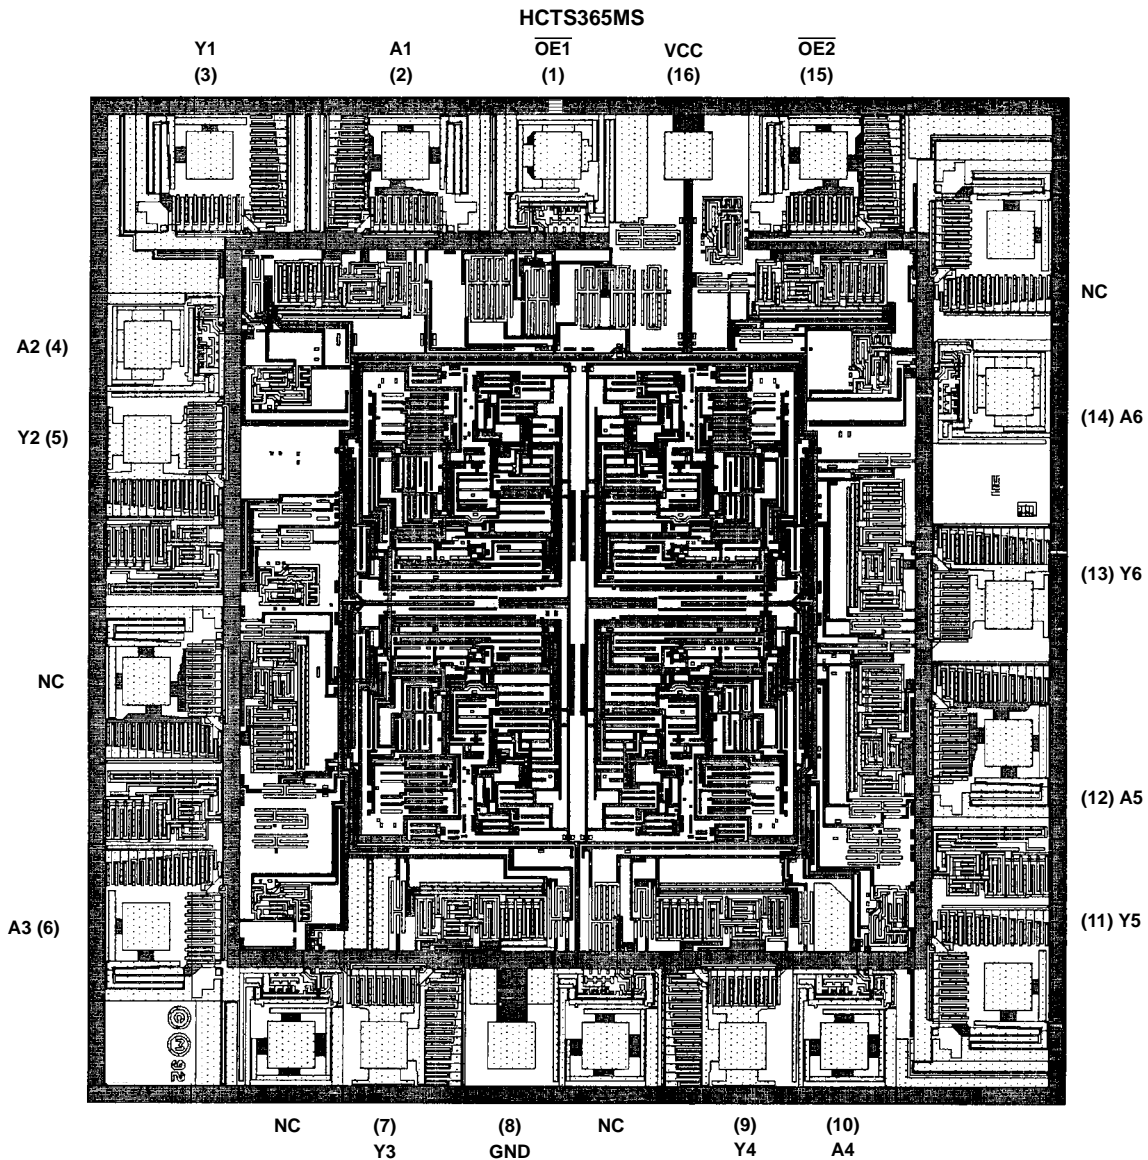 HCTS365MS
Y1 A1 OE1 VCC OE2
(3) (2) (1) (16) (15)
NC
A2 (4)
(14) A6
Y2 (5)
(13) Y6
NC
(12) A5
(11) Y5
A3 (6)
NC (7) (8) NC (9) (10)
Y3 GND Y4 A4